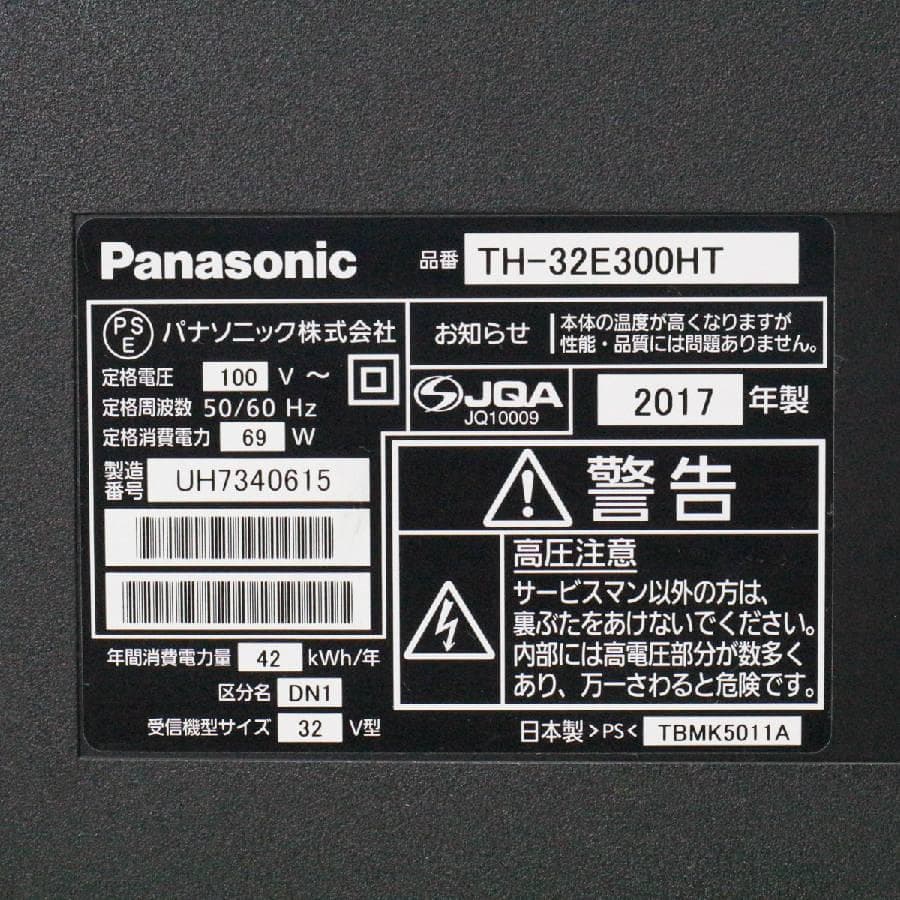 Panasonic 品番 TH-32E300HT
PSE パナソニック株式会社
定格電圧 100 V ～
定格周波数 50/60 Hz
定格消費電力 69 W
製造番号 UH7340615
年間消費電力量 42 kWh/年
区分名 DN1
受信機型サイズ 32 V型
お知らせ 本体の温度が高くなりますが
性能・品質には問題ありません。
JQA
JQ10009
2017 年製
警告
高圧注意
サービスマン以外の方は、
裏ぶたをあけないでください。
内部には高電圧部分が数多く
あり、万一さわると危険です。
日本製 >PS< TBMK5011A